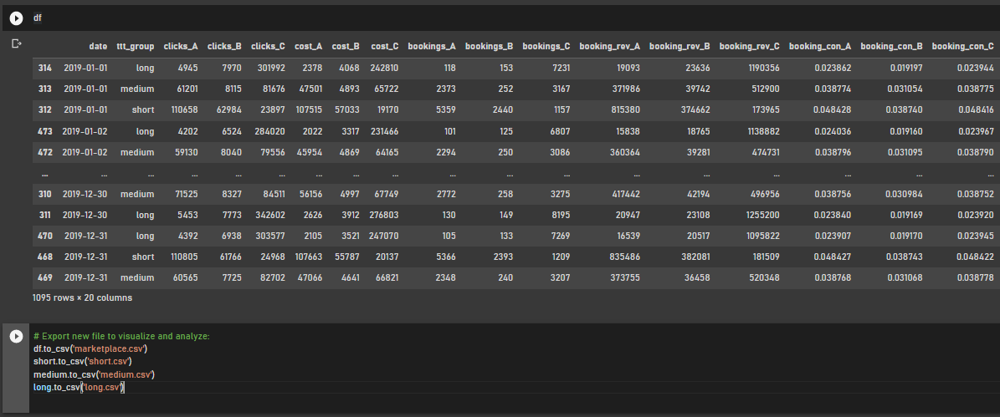 df
date ttt_group clicks_A clicks_B clicks_C cost_A cost_B cost_C bookings_A bookings_B bookings_C booking_rev_A booking_rev_B booking_rev_C booking_con_A booking_con_B booking_con_C
314 2019-01-01 long 4945 7970 301992 2378 4068 242810 118 153 7231 19093 23636 1190356 0.023862 0.019197 0.023944
313 2019-01-01 medium 61201 8115 81676 47501 4893 65722 2373 252 3167 371986 39742 512900 0.038774 0.031054 0.038775
312 2019-01-01 short 110658 62984 23897 107515 57033 19170 5359 2440 1157 815380 374662 173965 0.048428 0.038740 0.048416
473 2019-01-02 long 4202 6524 284020 2022 3317 231466 101 125 6807 15838 18765 1138882 0.024036 0.019160 0.023967
472 2019-01-02 medium 59130 8040 79556 45954 4869 64165 2294 250 3086 360364 39281 474731 0.038796 0.031095 0.038790
... ... ... ... ... ... ... ... ... ... ... ... ... ... ... ... ... ...
310 2019-12-30 medium 71525 8327 84511 56156 4997 67749 2772 258 3275 417442 42194 496956 0.038756 0.030984 0.038752
311 2019-12-30 long 5453 7773 342602 2626 3912 276803 130 149 8195 20947 23108 1255200 0.023840 0.019169 0.023920
470 2019-12-31 long 4392 6938 303577 2105 3521 247070 105 133 7269 16539 20517 1095822 0.023907 0.019170 0.023945
468 2019-12-31 short 110805 61766 24968 107663 55787 20137 5366 2393 1209 835486 382081 181509 0.048427 0.038743 0.048422
469 2019-12-31 medium 60565 7725 82702 47066 4641 66821 2348 240 3207 373755 36458 520348 0.038768 0.031068 0.038778
1095 rows × 20 columns
# Export new file to visualize and analyze:
df.to_csv('marketplace.csv')
short.to_csv('short.csv')
medium.to_csv('medium.csv')
long.to_csv('long.csv')